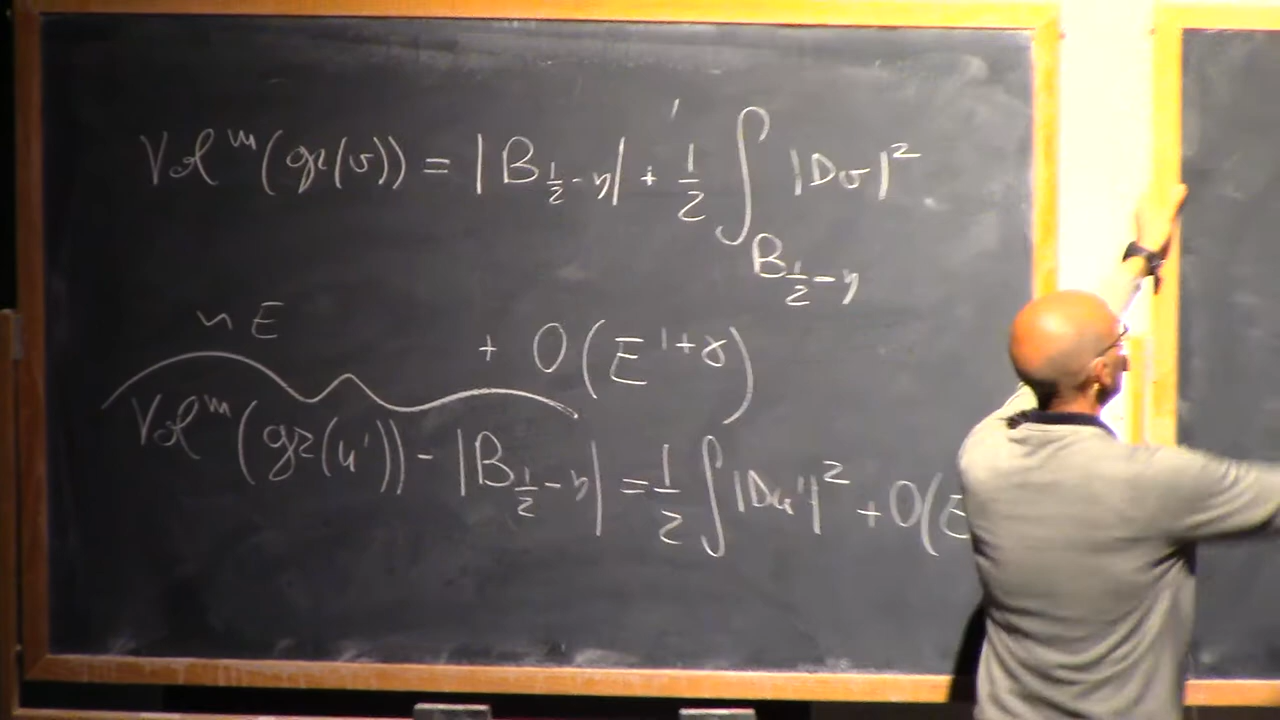 Vol^m (gr(v)) = |B_{1/2 - η}| + 1/2 ∫_{B_{1/2 - η}} |Dv|^2
+ O(E^{1+γ})
~ E
Vol^m (gr(u')) - |B_{1/2 - η}| = 1/2 ∫ |Du'|^2 + O(E